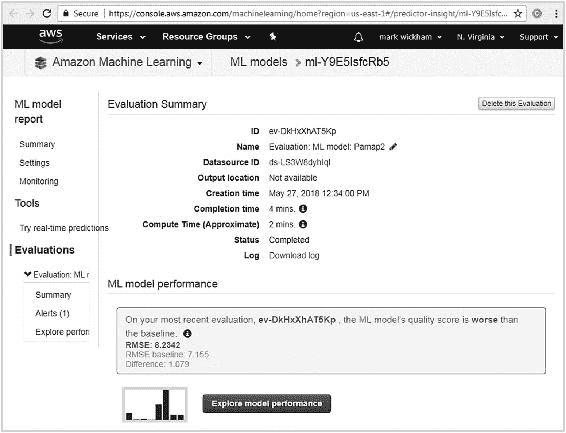 Secure | https://console.aws.amazon.com/machinelearning/home?region=us-east-1#/predictor-insight/ml-Y9E5Isfc...
aws Services Resource Groups mark wickham N. Virginia Support
Amazon Machine Learning ML models > ml-Y9E5IsfcRb5
ML model report
Summary
Settings
Monitoring
Tools
Try real-time predictions
Evaluations
Evaluation: ML r
Summary
Alerts (1)
Explore perfor
Evaluation Summary
Delete this Evaluation
ID ev-DkHxXhAT5Kp
Name Evaluation: ML model: Parnap2
Datasource ID ds-LS3W6dyhIqI
Output location Not available
Creation time May 27, 2018 12:34:00 PM
Completion time 4 mins.
Compute Time (Approximate) 2 mins.
Status Completed
Log Download log
ML model performance
On your most recent evaluation, ev-DkHxXhAT5Kp , the ML model's quality score is worse than
the baseline.
RMSE: 8.2342
RMSE baseline: 7.155
Difference: 1.079
Explore model performance